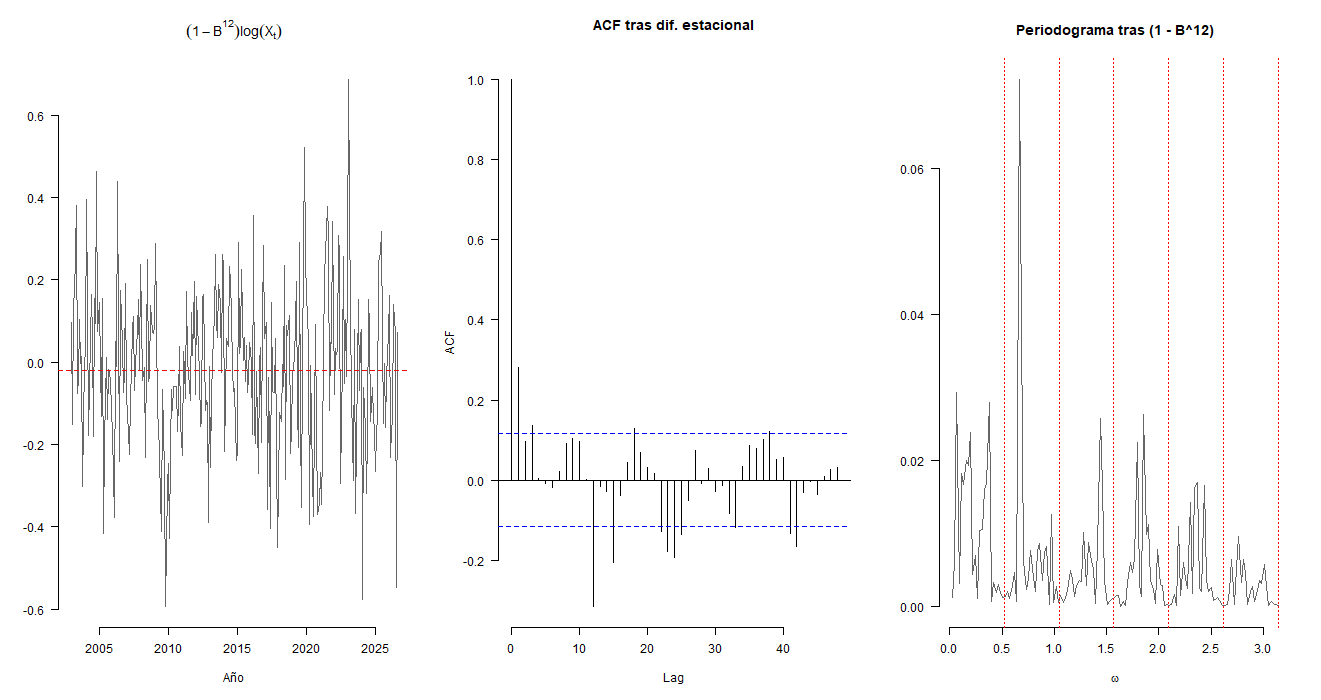 (1 − B^12)log(X_t)
0.6
0.4
0.2
0.0
-0.2
-0.4
-0.6
2005 2010 2015 2020 2025
Año
ACF tras dif. estacional
ACF
1.0
0.8
0.6
0.4
0.2
0.0
-0.2
0 10 20 30 40
Lag
Periodograma tras (1 - B^12)
0.06
0.04
0.02
0.00
0.0 0.5 1.0 1.5 2.0 2.5 3.0
ω